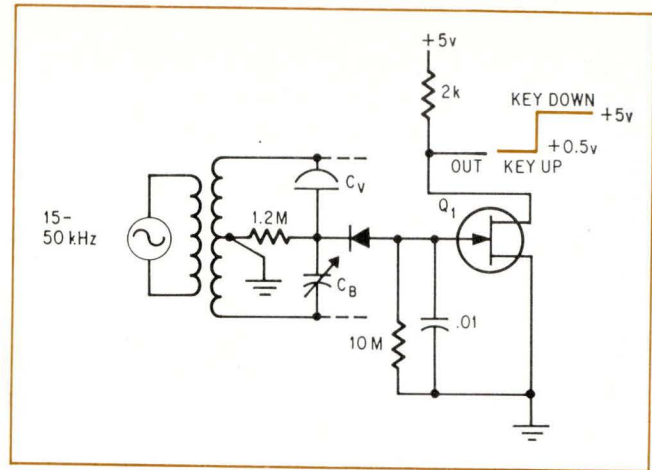 +5v
2k
KEY DOWN
+5v
+0.5v
OUT
KEY UP
Q1
CV
15-
50 kHz
1.2M
CB
10M
.01